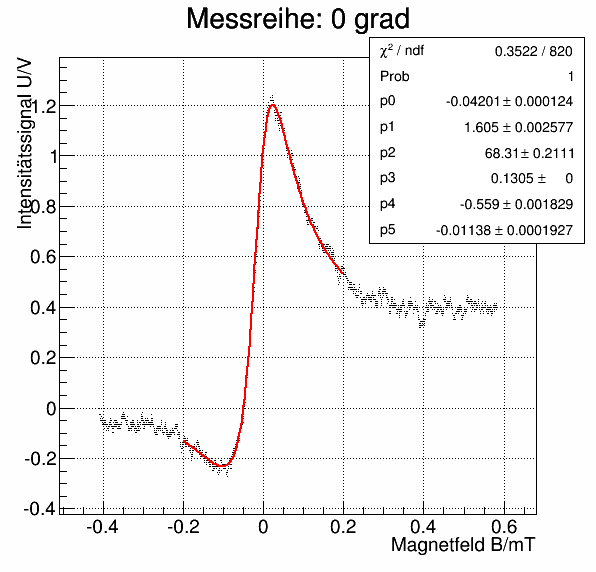 Messreihe: 0 grad
χ² / ndf 0.3522 / 820
Prob 1
p0 -0.04201 ± 0.000124
p1 1.605 ± 0.002577
p2 68.31 ± 0.2111
p3 0.1305 ± 0
p4 -0.559 ± 0.001829
p5 -0.01138 ± 0.0001927
Intensitätssignal U/V
1.2
1
0.8
0.6
0.4
0.2
0
-0.2
-0.4
-0.4 -0.2 0 0.2 0.4 0.6
Magnetfeld B/mT